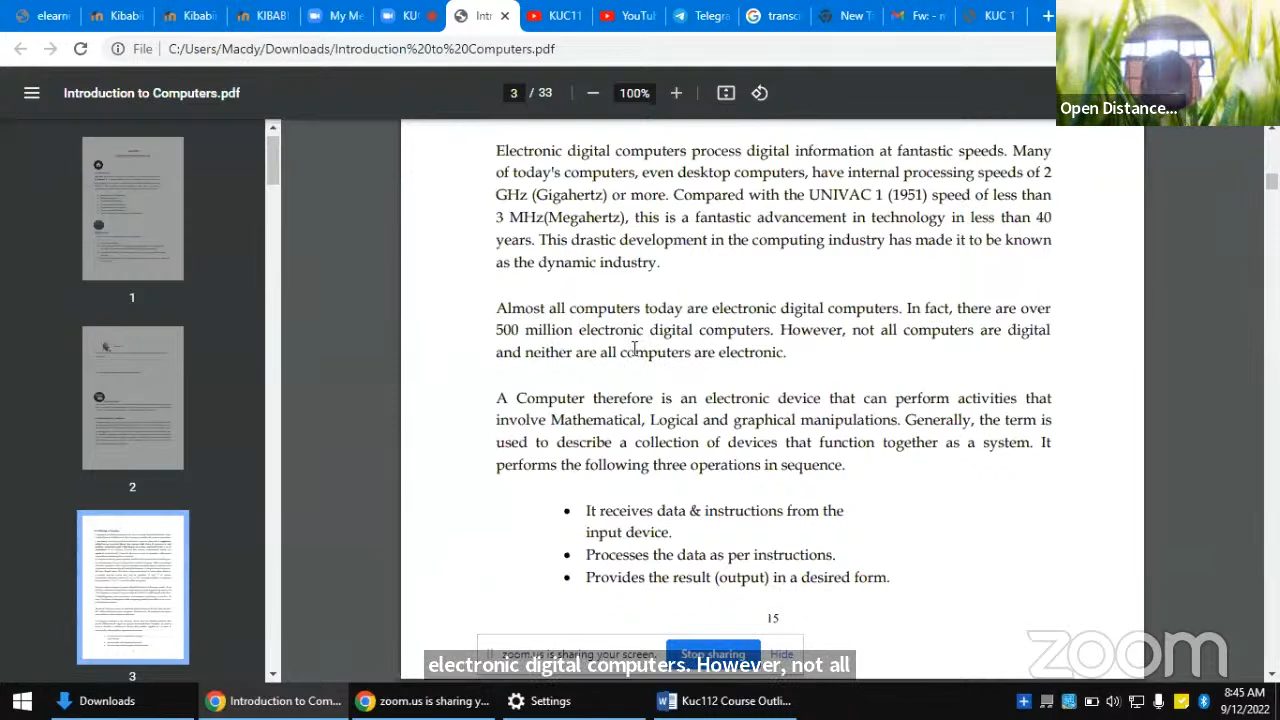 elearn
Kibabi
Kibabi
KIBAB
My Me
KUC
Intr
KUC11
YouTu
Telegra
transc
New T
Fw: - n
KUC 1
File
C:/Users/Macdy/Downloads/Introduction%20to%20Computers.pdf
Introduction to Computers.pdf
3 / 33
100%
Open Distance...
Electronic digital computers process digital information at fantastic speeds. Many
of today's computers, even desktop computers, have internal processing speeds of 2
GHz (Gigahertz) or more. Compared with the UNIVAC 1 (1951) speed of less than
3 MHz(Megahertz), this is a fantastic advancement in technology in less than 40
years. This drastic development in the computing industry has made it to be known
as the dynamic industry.
Almost all computers today are electronic digital computers. In fact, there are over
500 million electronic digital computers. However, not all computers are digital
and neither are all computers are electronic.
A Computer therefore is an electronic device that can perform activities that
involve Mathematical, Logical and graphical manipulations. Generally, the term is
used to describe a collection of devices that function together as a system. It
performs the following three operations in sequence.
• It receives data & instructions from the
input device.
• Processes the data as per instructions.
• Provides the result (output) in a desired form.
15
1
2
3
zoom.us is sharing your screen.
Stop sharing
Hide
electronic digital computers. However, not all
zoom
Downloads
Introduction to Com...
zoom.us is sharing y...
Settings
Kuc112 Course Outli...
8:45 AM
9/12/2022